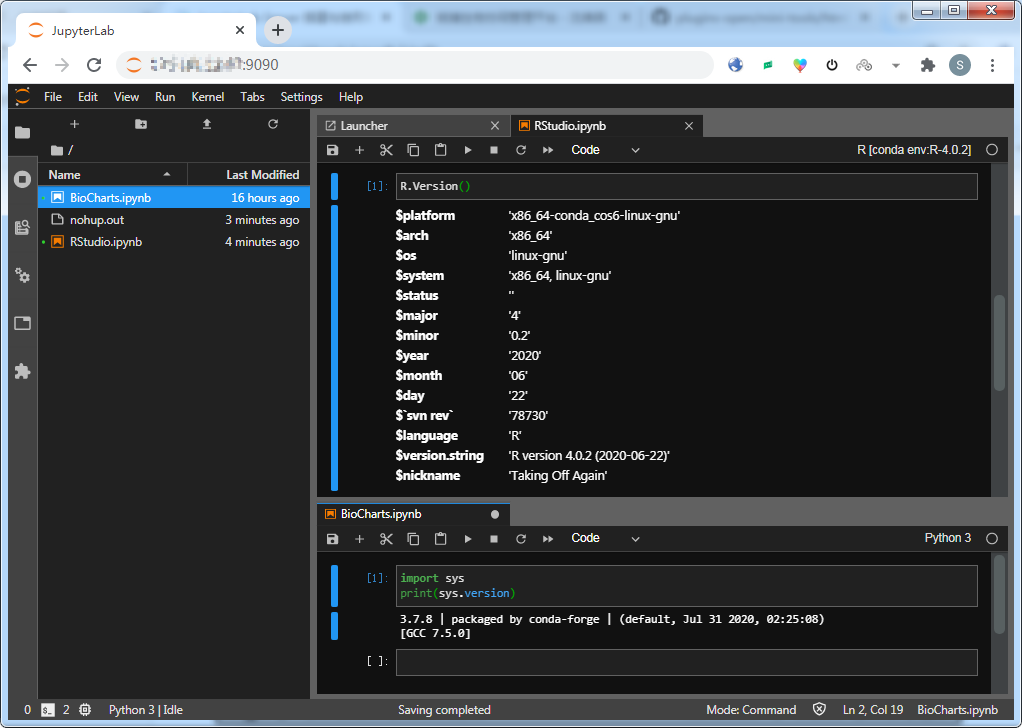 JupyterLab
:9090
S
File Edit View Run Kernel Tabs Settings Help
/
Name Last Modified
BioCharts.ipynb 16 hours ago
nohup.out 3 minutes ago
RStudio.ipynb 4 minutes ago
Launcher
RStudio.ipynb
Code
R [conda env:R-4.0.2]
[1]: R.Version()
$platform 'x86_64-conda_cos6-linux-gnu'
$arch 'x86_64'
$os 'linux-gnu'
$system 'x86_64, linux-gnu'
$status ''
$major '4'
$minor '0.2'
$year '2020'
$month '06'
$day '22'
$`svn rev` '78730'
$language 'R'
$version.string 'R version 4.0.2 (2020-06-22)'
$nickname 'Taking Off Again'
BioCharts.ipynb
Code
Python 3
[1]: import sys
print(sys.version)
3.7.8 | packaged by conda-forge | (default, Jul 31 2020, 02:25:08)
[GCC 7.5.0]
[ ]:
0 2 Python 3 | Idle Saving completed Mode: Command Ln 2, Col 19 BioCharts.ipynb